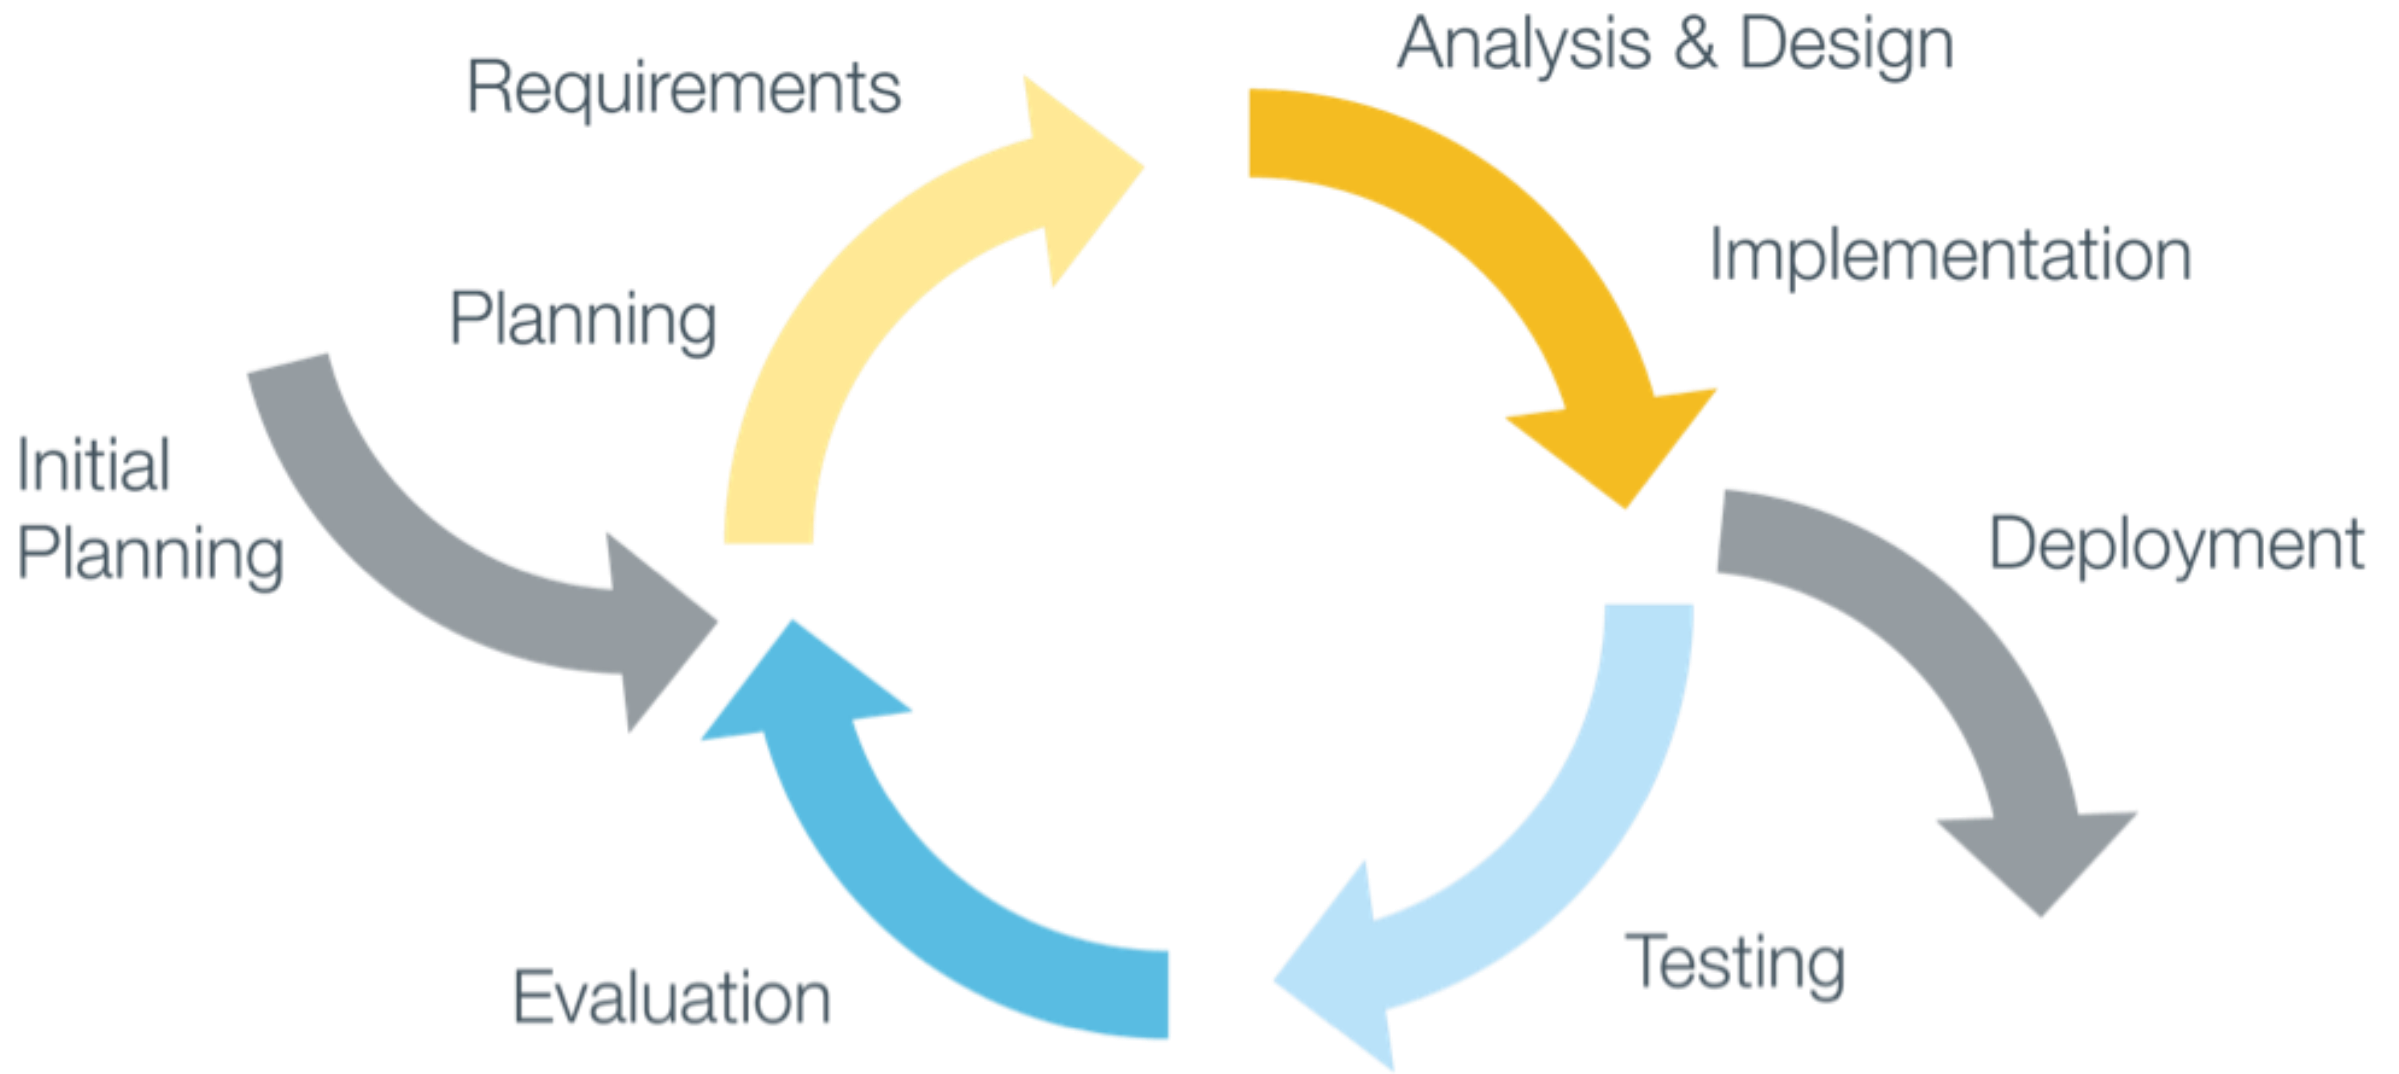 Analysis & Design
Requirements
Implementation
Planning
Initial
Planning
Deployment
Testing
Evaluation